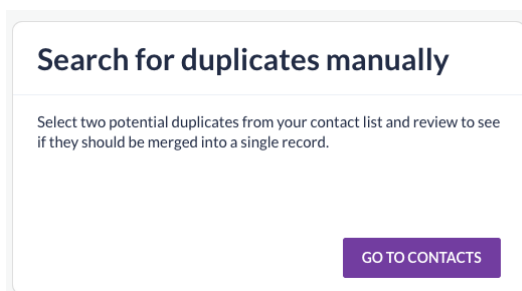 Search for duplicates manually
Select two potential duplicates from your contact list and review to see
if they should be merged into a single record.
GO TO CONTACTS